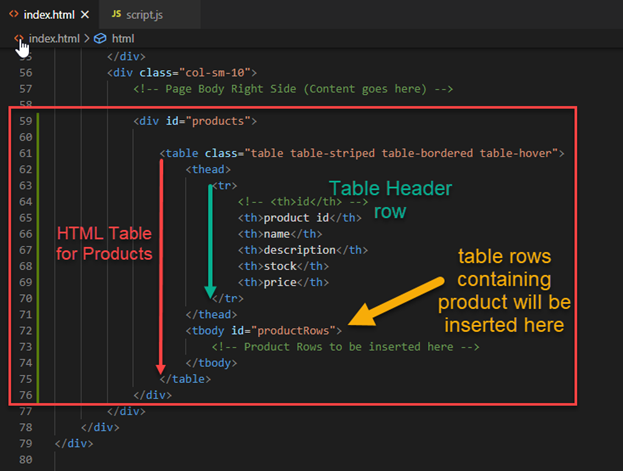 index.html × JS script.js
index.html > html
55 </div>
56 <div class="col-sm-10">
57 <!-- Page Body Right Side (Content goes here) -->
58
59 <div id="products">
60
61 <table class="table table-striped table-bordered table-hover">
62 <thead>
63 <tr>
64 <!-- <th>id</th> -->
65 <th>product id</th>
66 <th>name</th>
67 <th>description</th>
68 <th>stock</th>
69 <th>price</th>
70 </tr>
71 </thead>
72 <tbody id="productRows">
73 <!-- Product Rows to be inserted here -->
74 </tbody>
75 </table>
76 </div>
77 </div>
78 </div>
79 </div>
80
Table Header
row
HTML Table
for Products
table rows
containing
product will be
inserted here